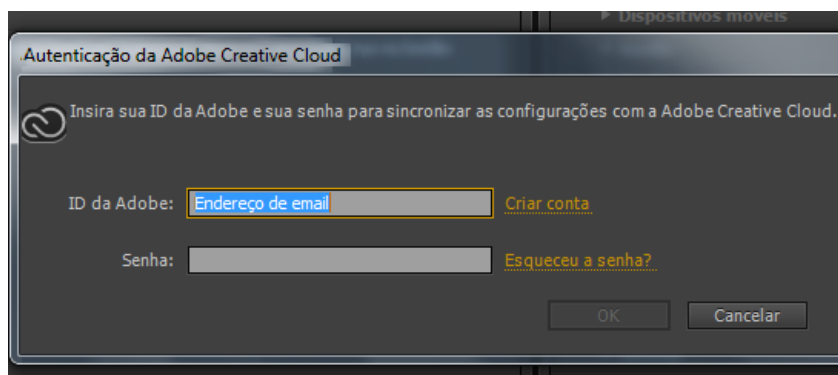 Dispositivos móveis
Autenticação da Adobe Creative Cloud
Insira sua ID da Adobe e sua senha para sincronizar as configurações com a Adobe Creative Cloud.
ID da Adobe: Endereço de email Criar conta
Senha: Esqueceu a senha?
OK Cancelar